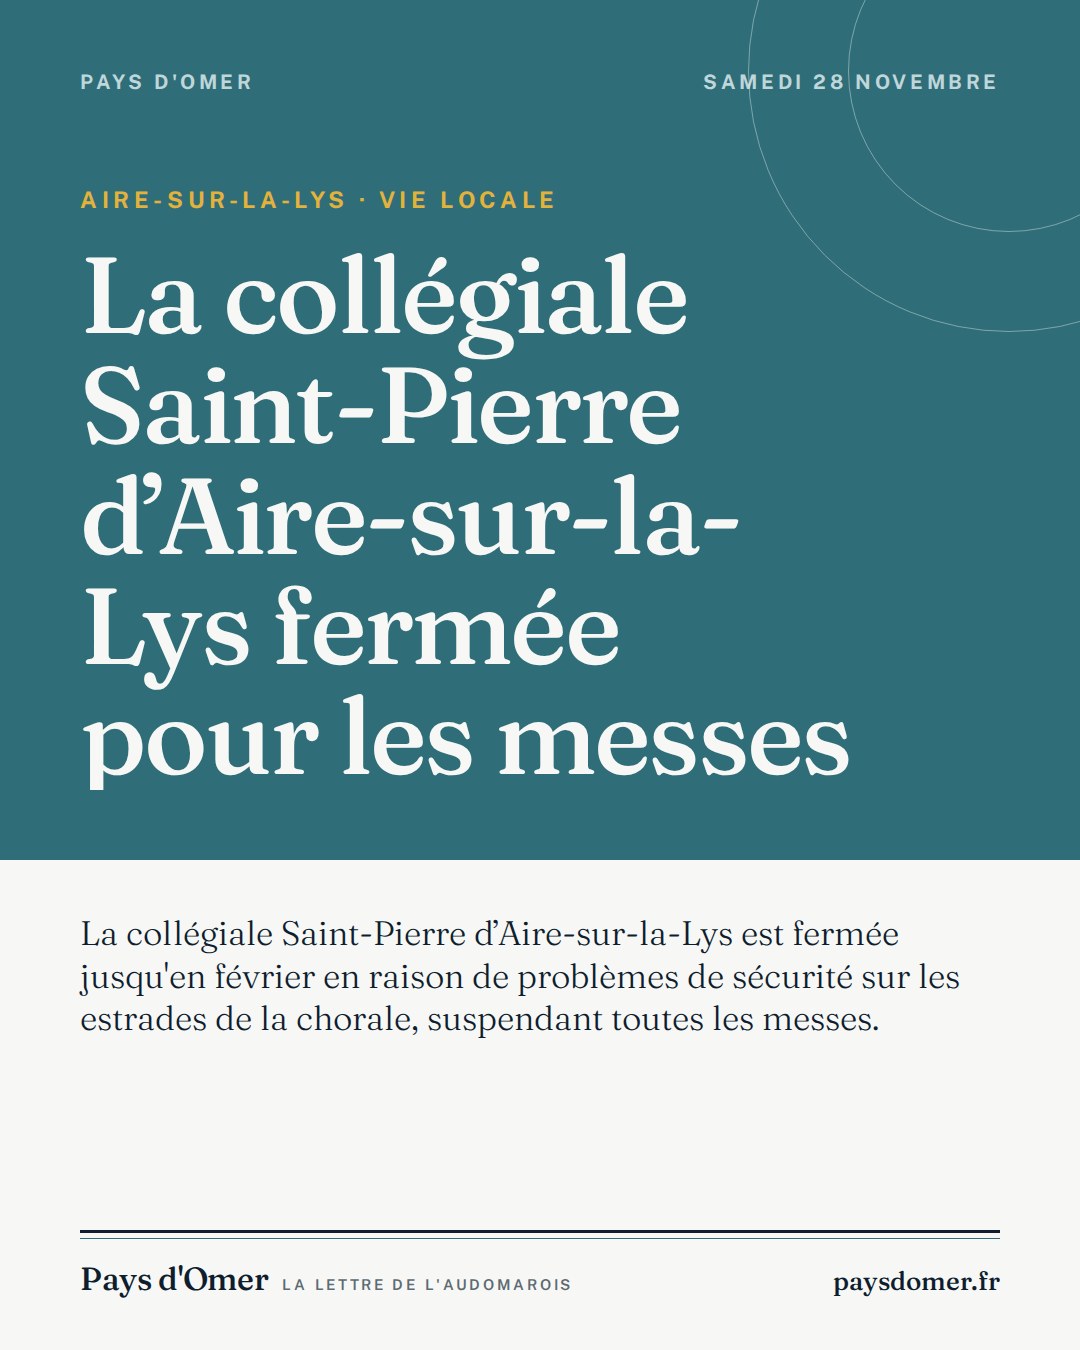 PAYS D'OMER
SAMEDI 28 NOVEMBRE
AIRE-SUR-LA-LYS · VIE LOCALE
La collégiale
Saint-Pierre
d’Aire-sur-la-
Lys fermée
pour les messes
La collégiale Saint-Pierre d’Aire-sur-la-Lys est fermée
jusqu'en février en raison de problèmes de sécurité sur les
estrades de la chorale, suspendant toutes les messes.
Pays d'Omer LA LETTRE DE L'AUDOMAROIS
paysdomer.fr